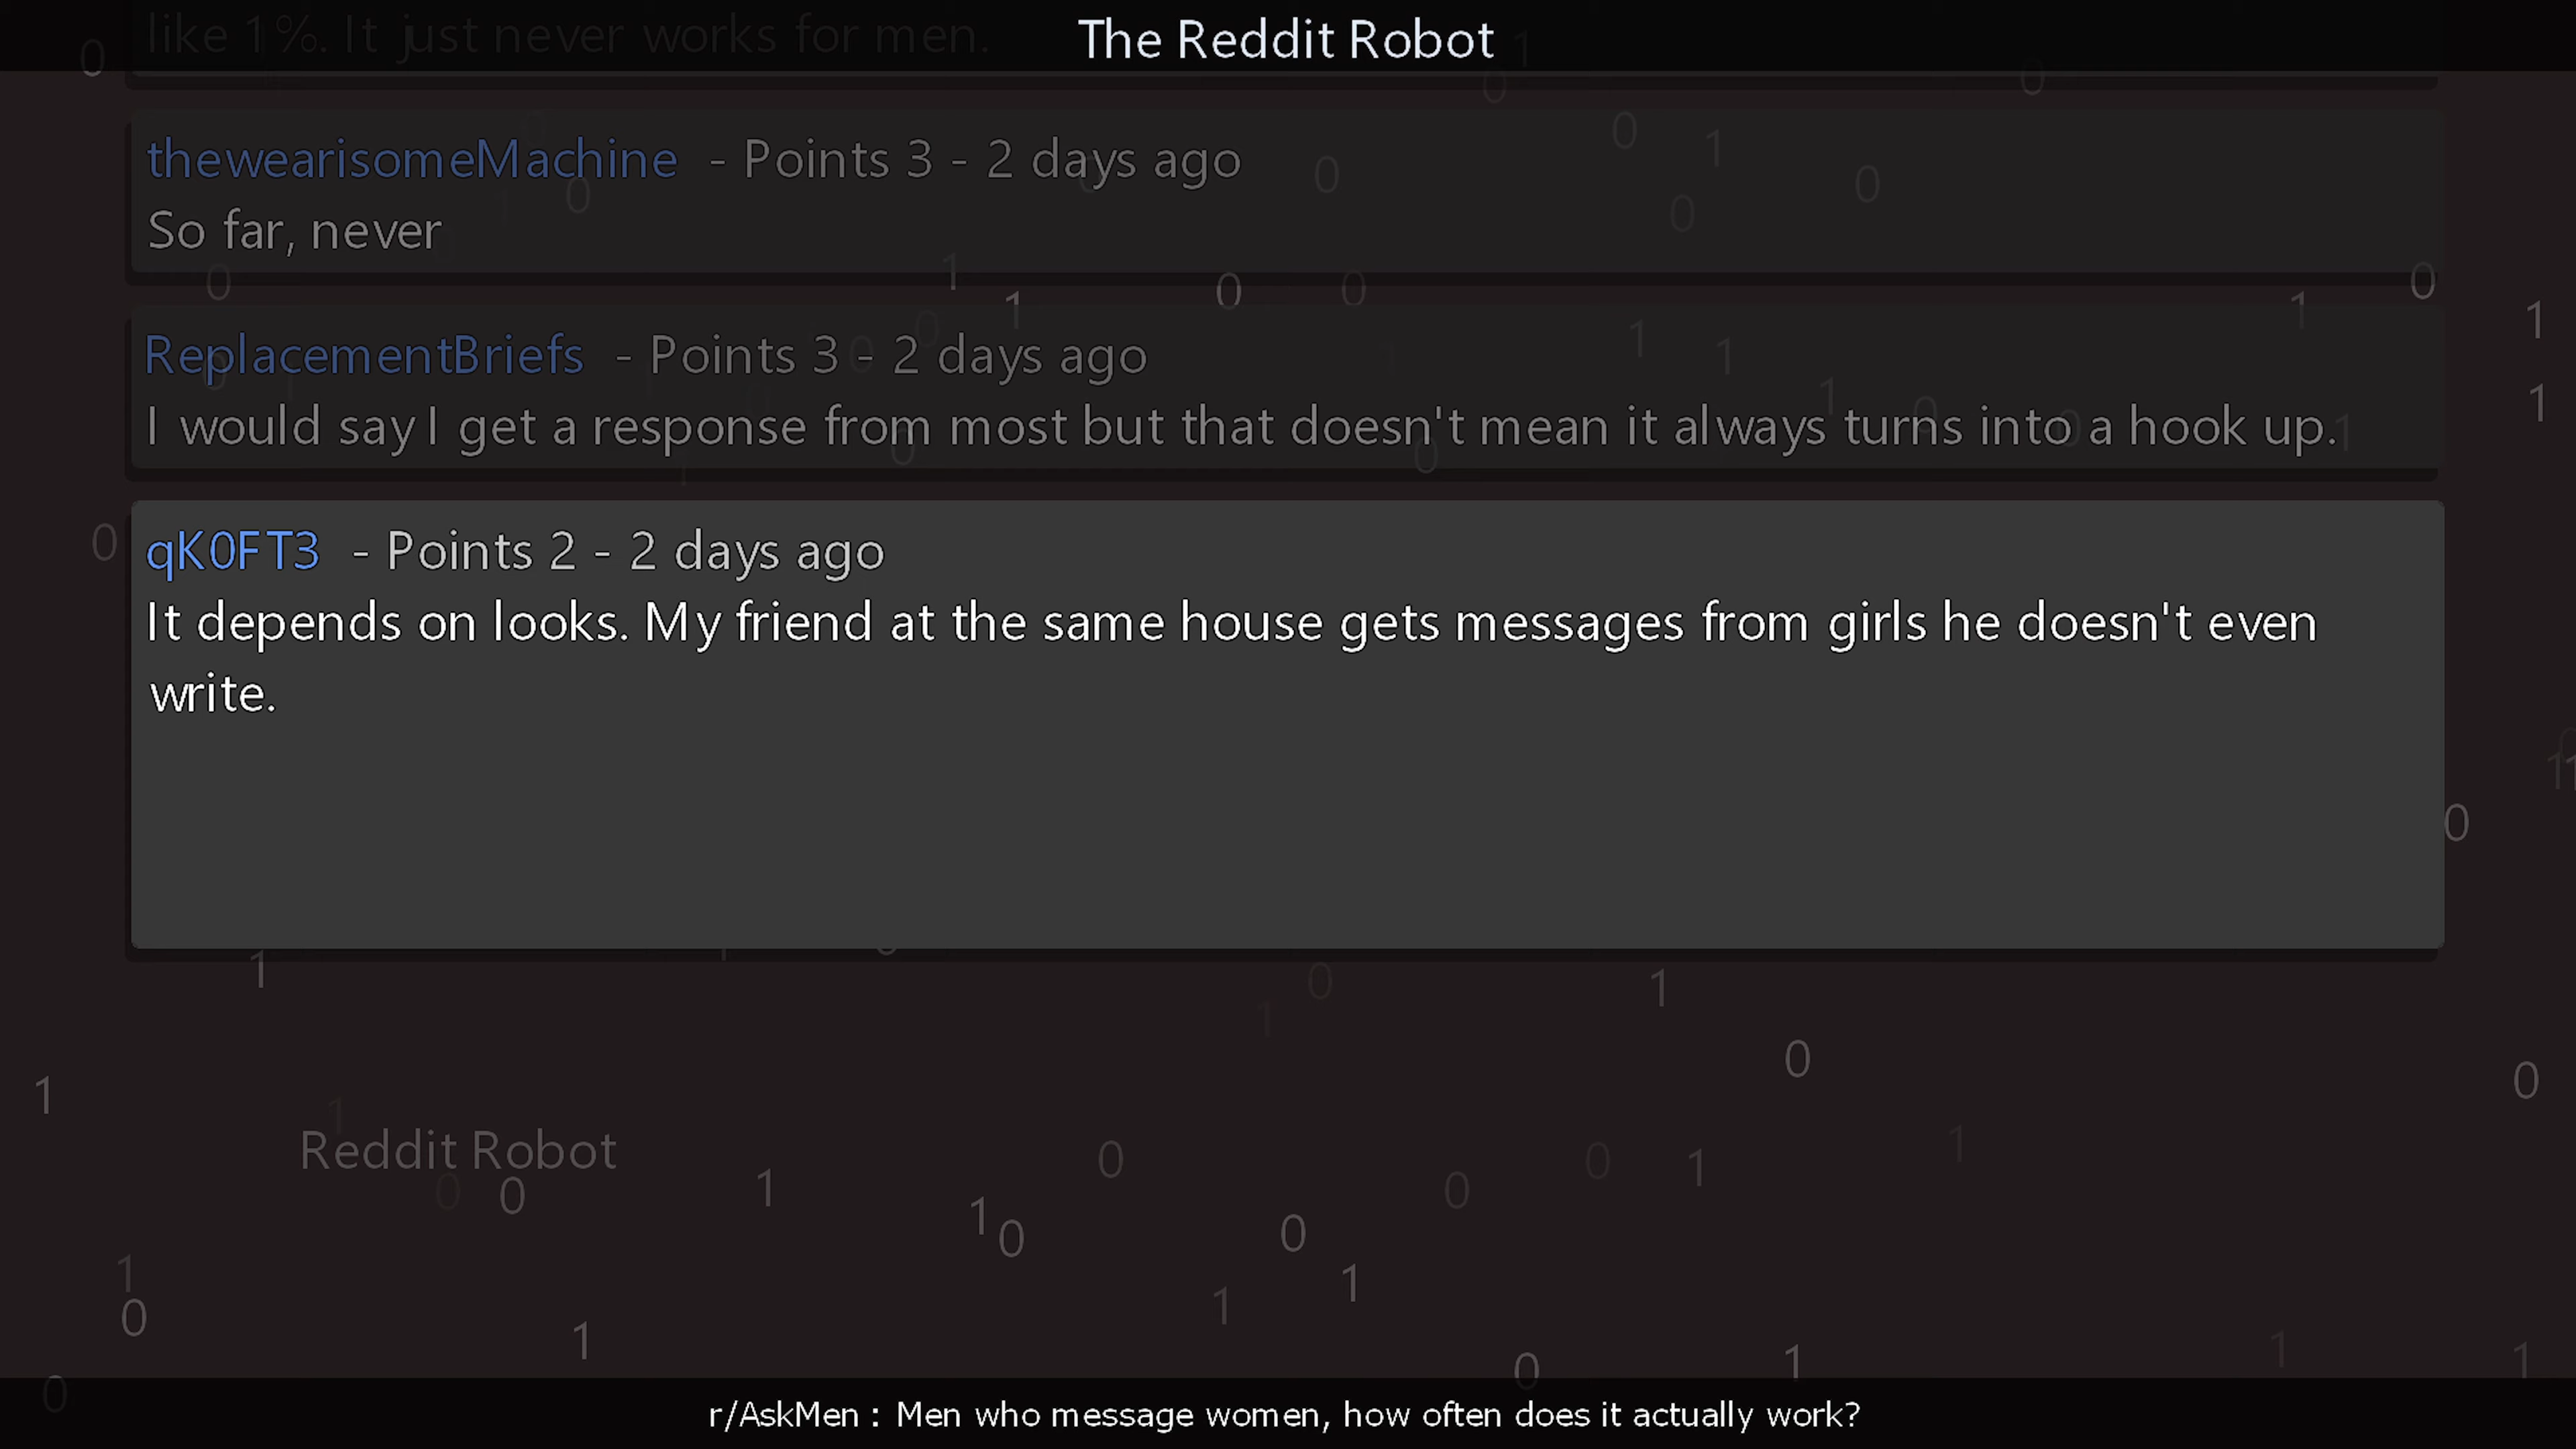 The Reddit Robot
like 1%. It just never works for men.
thewearisomeMachine - Points 3 - 2 days ago
So far, never
ReplacementBriefs - Points 3 - 2 days ago
I would say I get a response from most but that doesn't mean it always turns into a hook up.
qK0FT3 - Points 2 - 2 days ago
It depends on looks. My friend at the same house gets messages from girls he doesn't even
write.
Reddit Robot
r/AskMen : Men who message women, how often does it actually work?